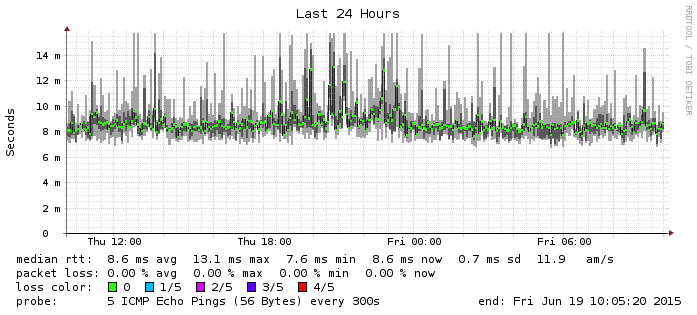 Last 24 Hours
RRDTOOL / TOBI OETIKER
Seconds
14 m
12 m
10 m
8 m
6 m
4 m
2 m
0
Thu 12:00 Thu 18:00 Fri 00:00 Fri 06:00
median rtt: 8.6 ms avg 13.1 ms max 7.6 ms min 8.6 ms now 0.7 ms sd 11.9 am/s
packet loss: 0.00 % avg 0.00 % max 0.00 % min 0.00 % now
loss color: 0 1/5 2/5 3/5 4/5
probe: 5 ICMP Echo Pings (56 Bytes) every 300s end: Fri Jun 19 10:05:20 2015